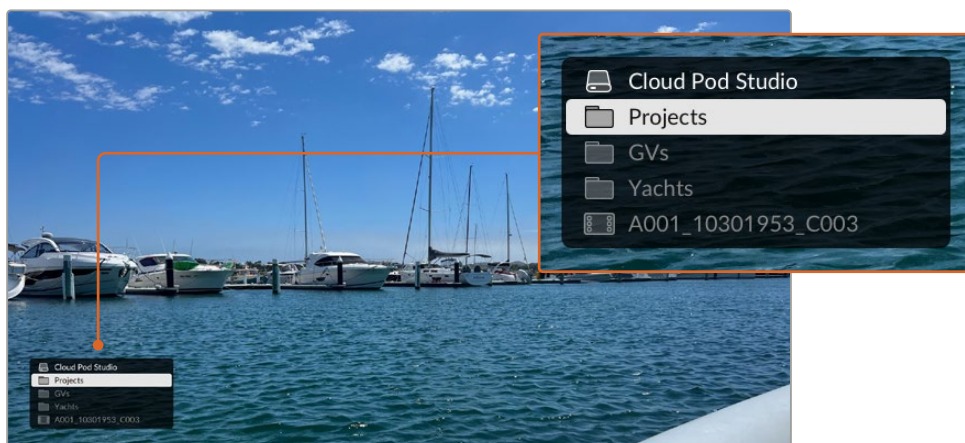 Cloud Pod Studio
Projects
GVs
Yachts
A001_10301953_C003
Cloud Pod Studio
Projects
GVs
Yachts
A001_10301953_C003